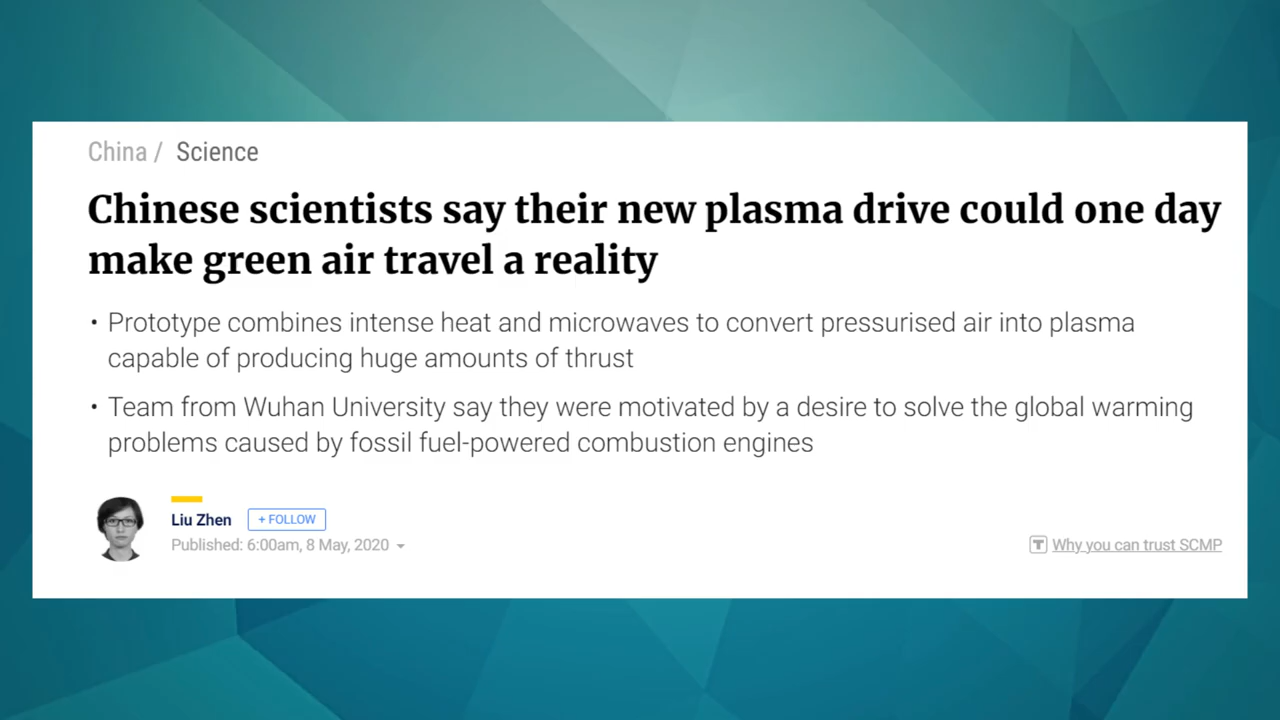 China / Science
Chinese scientists say their new plasma drive could one day
make green air travel a reality
• Prototype combines intense heat and microwaves to convert pressurised air into plasma
capable of producing huge amounts of thrust
• Team from Wuhan University say they were motivated by a desire to solve the global warming
problems caused by fossil fuel-powered combustion engines
Liu Zhen + FOLLOW
Published: 6:00am, 8 May, 2020
T Why you can trust SCMP